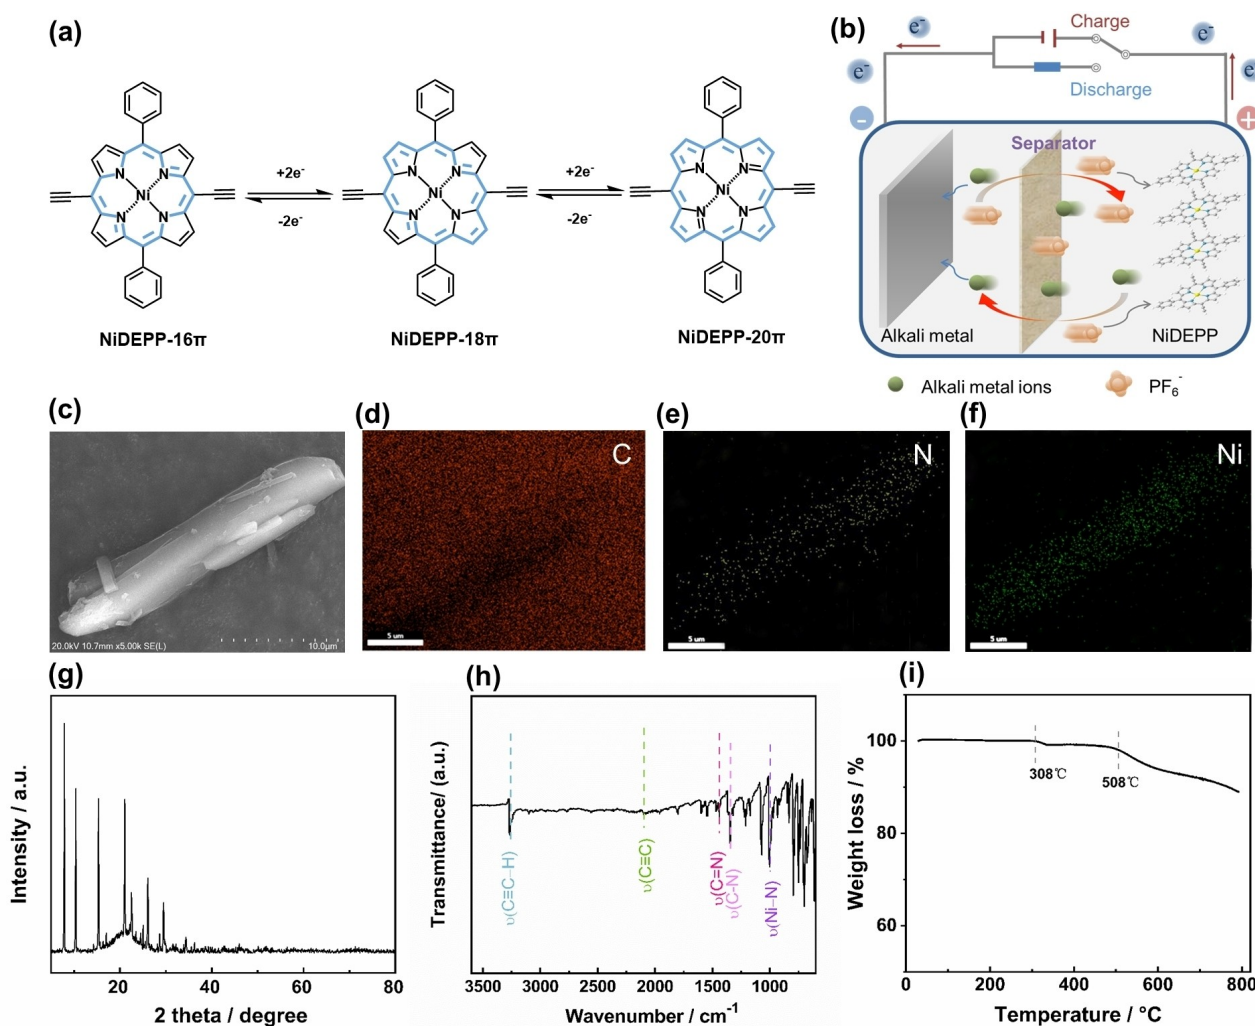 (a)
N
N
Ni
N
N
NiDEPP-16π
+2e⁻
-2e⁻
N
N
Ni
N
N
NiDEPP-18π
+2e⁻
-2e⁻
N
N
Ni
N
N
NiDEPP-20π
(b)
e⁻
Charge
e⁻
e⁻
e
Discharge
-
+
Separator
Alkali metal
NiDEPP
Alkali metal ions
PF₆⁻
(c)
20.0kV 10.7mm x5.00k SE(L)
10.0μm
(d)
C
5 um
(e)
N
5 um
(f)
Ni
5 um
(g)
Intensity / a.u.
20
40
60
80
2 theta / degree
(h)
Transmittance/ (a.u.)
υ(C≡C–H)
υ(C≡C)
υ(C=N)
υ(C-N)
υ(Ni–N)
3500
3000
2500
2000
1500
1000
Wavenumber / cm⁻¹
(i)
Weight loss / %
100
80
60
308℃
508℃
0
200
400
600
800
Temperature / °C